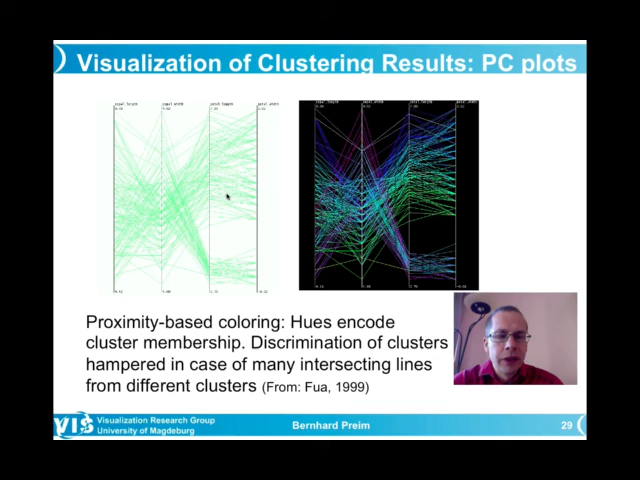 Visualization of Clustering Results: PC plots
Proximity-based coloring: Hues encode
cluster membership. Discrimination of clusters
hampered in case of many intersecting lines
from different clusters (From: Fua, 1999)
VIS
Visualization Research Group
University of Magdeburg
Bernhard Preim
29